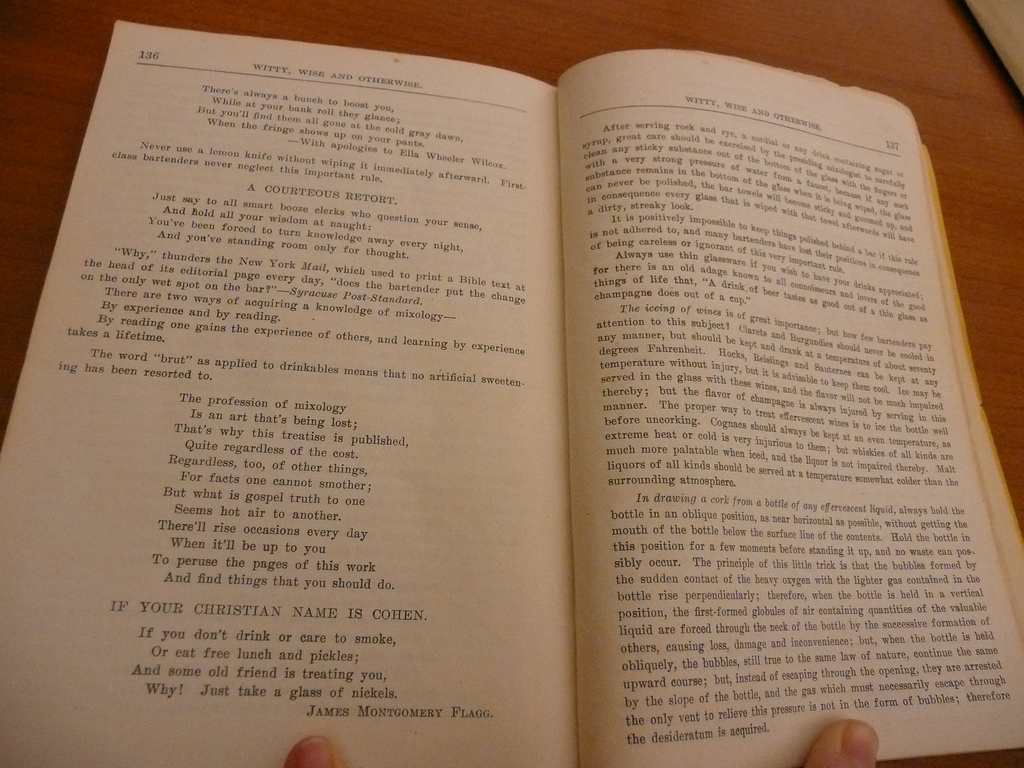 136
WITTY, WISE AND OTHERWISE.
There's always a bunch to boost you,
While at your bank roll they glance;
But you'll find them all gone at the cold gray dawn,
When the fringe shows up on your pants.
—With apologies to Ella Wheeler Wilcox.
Never use a lemon knife without wiping it immediately afterward. First-
class bartenders never neglect this important rule.
A COURTEOUS RETORT.
Just say to all smart booze clerks who question your sense,
And hold all your wisdom at naught:
You've been forced to turn knowledge away every night,
And you've standing room only for thought.
"Why," thunders the New York Mail, which used to print a Bible text at
the head of its editorial page every day, "does the bartender put the change
on the only wet spot on the bar?"—Syracuse Post-Standard.
There are two ways of acquiring a knowledge of mixology—
By experience and by reading.
By reading one gains the experience of others, and learning by experience
takes a lifetime.
The word "brut" as applied to drinkables means that no artificial sweeten-
ing has been resorted to.
The profession of mixology
Is an art that's being lost;
That's why this treatise is published,
Quite regardless of the cost.
Regardless, too, of other things,
For facts one cannot smother;
But what is gospel truth to one
Seems hot air to another.
There'll rise occasions every day
When it'll be up to you
To peruse the pages of this work
And find things that you should do.
IF YOUR CHRISTIAN NAME IS COHEN.
If you don't drink or care to smoke,
Or eat free lunch and pickles;
And some old friend is treating you,
Why! Just take a glass of nickels.
JAMES MONTGOMERY FLAGG.
WITTY, WISE AND OTHERWISE.
137
After serving rock and rye, a cordial or any drink containing sugar or
syrup, great care should be exercised by the presiding mixologist to carefully
clean any sticky substance out of the bottom of the glass with the fingers or
with a very strong pressure of water from a faucet, because if any such
substance remains in the bottom of the glass when it is being wiped, the glass
can never be polished, the bar towels will become sticky and gummed up, and
in consequence every glass that is wiped with that towel afterwards will have
a dirty, streaky look.
It is positively impossible to keep things polished behind a bar if this rule
is not adhered to, and many bartenders have lost their positions in consequence
of being careless or ignorant of this very important rule.
Always use thin glassware if you wish to have your drinks appreciated;
for there is an old adage known to all connoisseurs and lovers of the good
things of life that, "A drink of beer tastes as good out of a thin glass as
champagne does out of a cup."
The iceing of wines is of great importance; but how few bartenders pay
attention to this subject? Clarets and Burgundies should never be cooled in
any manner, but should be kept and drank at a temperature of about seventy
degrees Fahrenheit. Hocks, Reislings and Sauternes can be kept at any
temperature without injury, but it is advisable to keep them cool. Ice may be
served in the glass with these wines, and the flavor will not be much impaired
thereby; but the flavor of champagne is always injured by serving in this
manner. The proper way to treat effervescent wines is to ice the bottle well
before uncorking. Cognacs should always be kept at an even temperature, as
extreme heat or cold is very injurious to them; but whiskies of all kinds are
much more palatable when iced, and the liquor is not impaired thereby. Malt
liquors of all kinds should be served at a temperature somewhat colder than the
surrounding atmosphere.
In drawing a cork from a bottle of any effervescent liquid, always hold the
bottle in an oblique position, as near horizontal as possible, without getting the
mouth of the bottle below the surface line of the contents. Hold the bottle in
this position for a few moments before standing it up, and no waste can pos-
sibly occur. The principle of this little trick is that the bubbles formed by
the sudden contact of the heavy oxygen with the lighter gas contained in the
bottle rise perpendicularly; therefore, when the bottle is held in a vertical
position, the first-formed globules of air containing quantities of the valuable
liquid are forced through the neck of the bottle by the successive formation of
others, causing loss, damage and inconvenience; but, when the bottle is held
obliquely, the bubbles, still true to the same law of nature, continue the same
upward course; but, instead of escaping through the opening, they are arrested
by the slope of the bottle, and the gas which must necessarily escape through
the only vent to relieve this pressure is not in the form of bubbles; therefore
the desideratum is acquired.